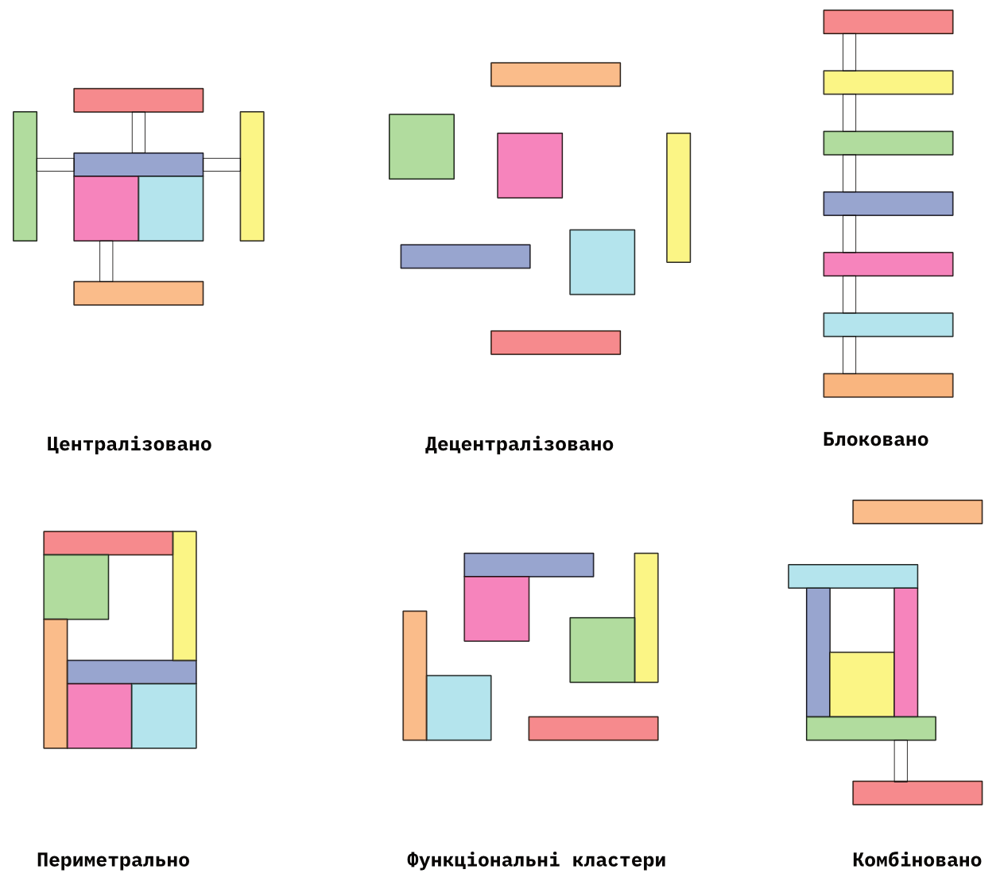 Централізовано
Децентралізовано
Блоковано
Периметрально
Функціональні кластери
Комбіновано